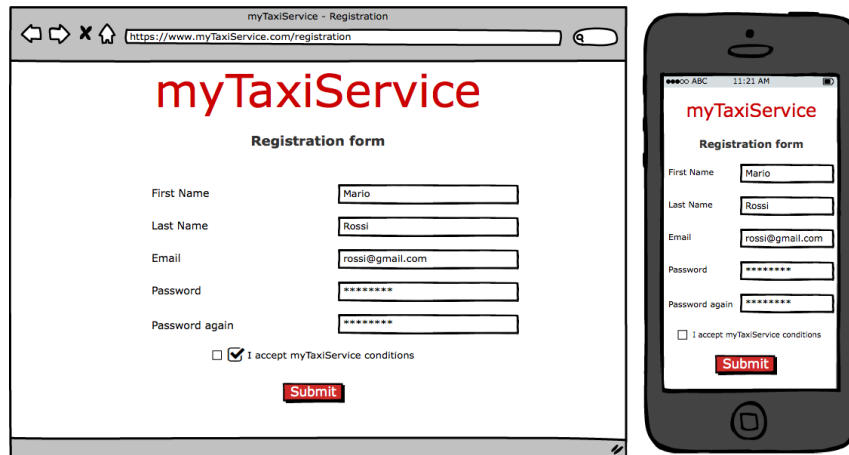 myTaxiService - Registration
https://www.myTaxiService.com/registration
myTaxiService
Registration form
First Name Mario
Last Name Rossi
Email rossi@gmail.com
Password ********
Password again ********
I accept myTaxiService conditions
Submit
ABC 11:21 AM
myTaxiService
Registration form
First Name Mario
Last Name Rossi
Email rossi@gmail.com
Password ********
Password again ********
I accept myTaxiService conditions
Submit